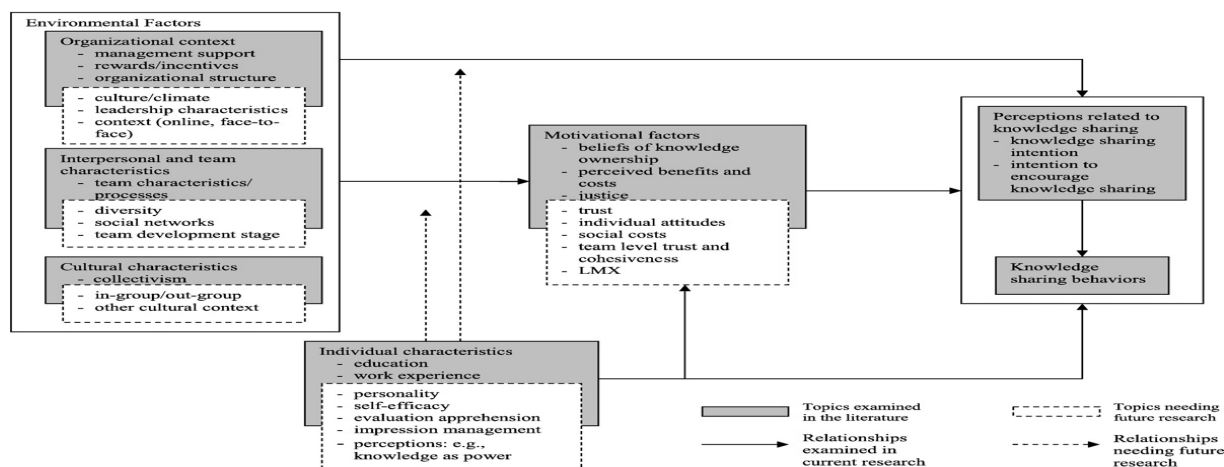 Environmental Factors
Organizational context
- management support
- rewards/incentives
- organizational structure
- culture/climate
- leadership characteristics
- context (online, face-to-
face)
Interpersonal and team
characteristics
- team characteristics/
processes
- diversity
- social networks
- team development stage
Cultural characteristics
- collectivism
- in-group/out-group
- other cultural context
Motivational factors
- beliefs of knowledge
ownership
- perceived benefits and
costs
- justice
- trust
- individual attitudes
- social costs
- team level trust and
cohesiveness
- LMX
Perceptions related to
knowledge sharing
- knowledge sharing
intention
- intention to
encourage
knowledge sharing
Knowledge
sharing behaviors
Individual characteristics
- education
- work experience
- personality
- self-efficacy
- evaluation apprehension
- impression management
- perceptions: e.g.,
knowledge as power
Topics examined
in the literature
Topics needing
future research
Relationships
examined in
current research
Relationships
needing future
research